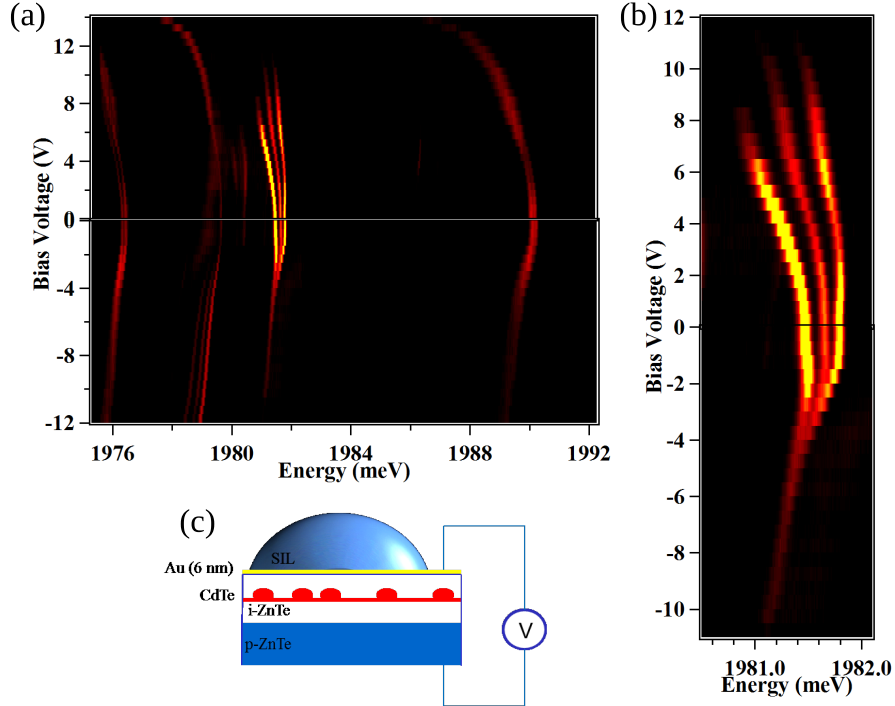 (a)
12
8
4
0
-4
-8
-12
Bias Voltage (V)
1976
1980
1984
1988
1992
Energy (meV)
(b)
12
10
8
6
4
2
0
-2
-4
-6
-8
-10
Bias Voltage (V)
1981.0
1982.0
Energy (meV)
(c)
SIL
Au (6 nm)
CdTe
i-ZnTe
p-ZnTe
V